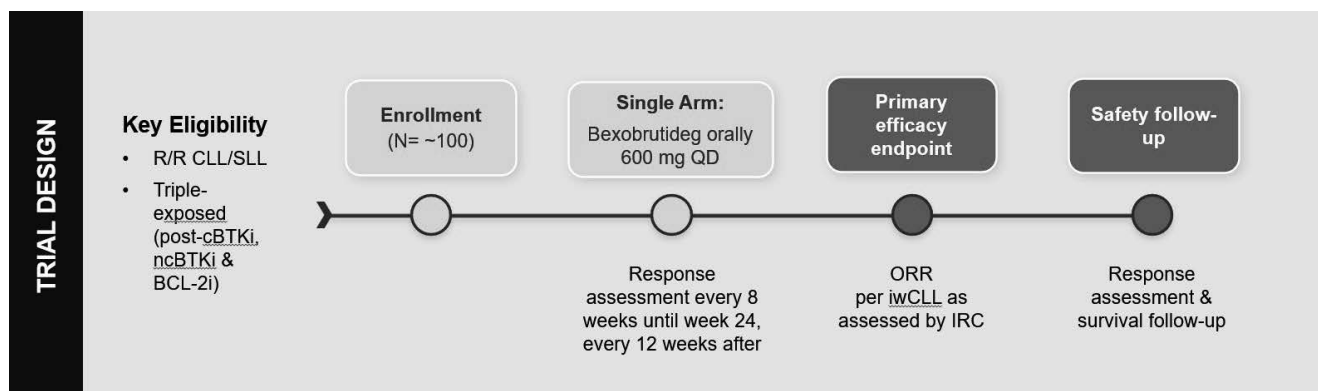 TRIAL DESIGN
Key Eligibility
• R/R CLL/SLL
• Triple-
exposed
(post-cBTKi,
ncBTKi &
BCL-2i)
Enrollment
(N= ~100)
Single Arm:
Bexobrutideg orally
600 mg QD
Response
assessment every 8
weeks until week 24,
every 12 weeks after
Primary
efficacy
endpoint
ORR
per iwCLL as
assessed by IRC
Safety follow-
up
Response
assessment &
survival follow-up